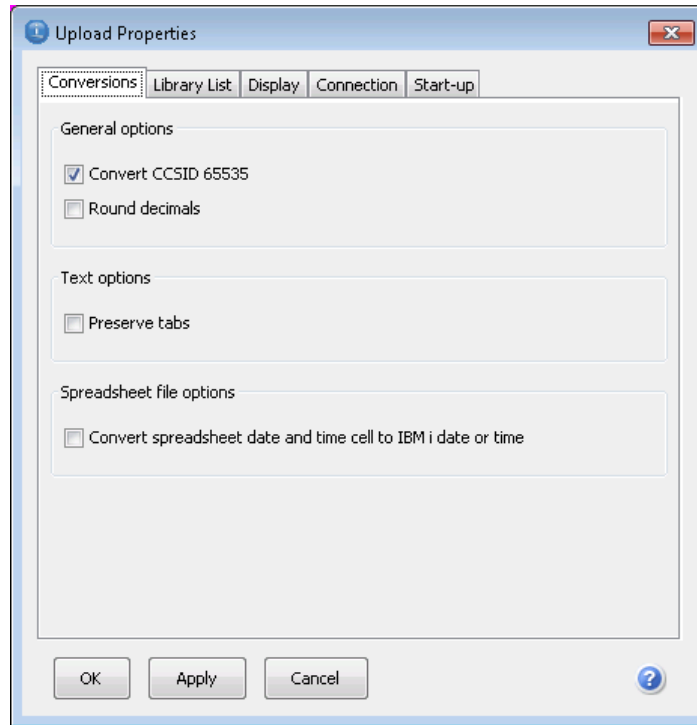 Upload Properties
Conversions Library List Display Connection Start-up
General options
Convert CCSID 65535
Round decimals
Text options
Preserve tabs
Spreadsheet file options
Convert spreadsheet date and time cell to IBM i date or time
OK Apply Cancel ?